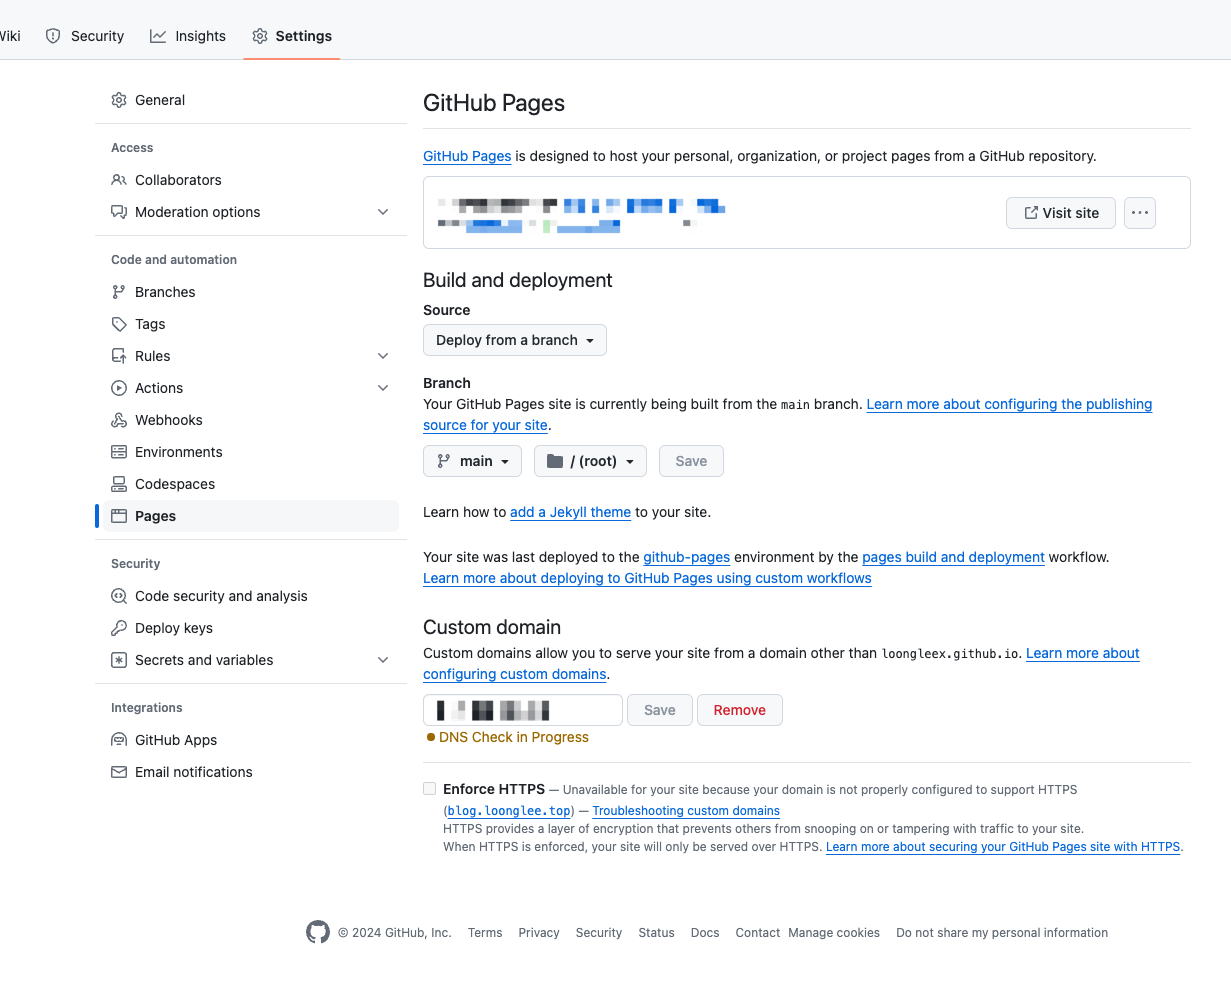 Wiki Security Insights Settings
General
Access
Collaborators
Moderation options
Code and automation
Branches
Tags
Rules
Actions
Webhooks
Environments
Codespaces
Pages
Security
Code security and analysis
Deploy keys
Secrets and variables
Integrations
GitHub Apps
Email notifications
GitHub Pages
GitHub Pages is designed to host your personal, organization, or project pages from a GitHub repository.
Visit site
Build and deployment
Source
Deploy from a branch
Branch
Your GitHub Pages site is currently being built from the main branch. Learn more about configuring the publishing
source for your site.
main / (root) Save
Learn how to add a Jekyll theme to your site.
Your site was last deployed to the github-pages environment by the pages build and deployment workflow.
Learn more about deploying to GitHub Pages using custom workflows
Custom domain
Custom domains allow you to serve your site from a domain other than loongleex.github.io. Learn more about
configuring custom domains.
Save Remove
DNS Check in Progress
Enforce HTTPS — Unavailable for your site because your domain is not properly configured to support HTTPS
(blog.loonglee.top) — Troubleshooting custom domains
HTTPS provides a layer of encryption that prevents others from snooping on or tampering with traffic to your site.
When HTTPS is enforced, your site will only be served over HTTPS. Learn more about securing your GitHub Pages site with HTTPS.
© 2024 GitHub, Inc. Terms Privacy Security Status Docs Contact Manage cookies Do not share my personal information